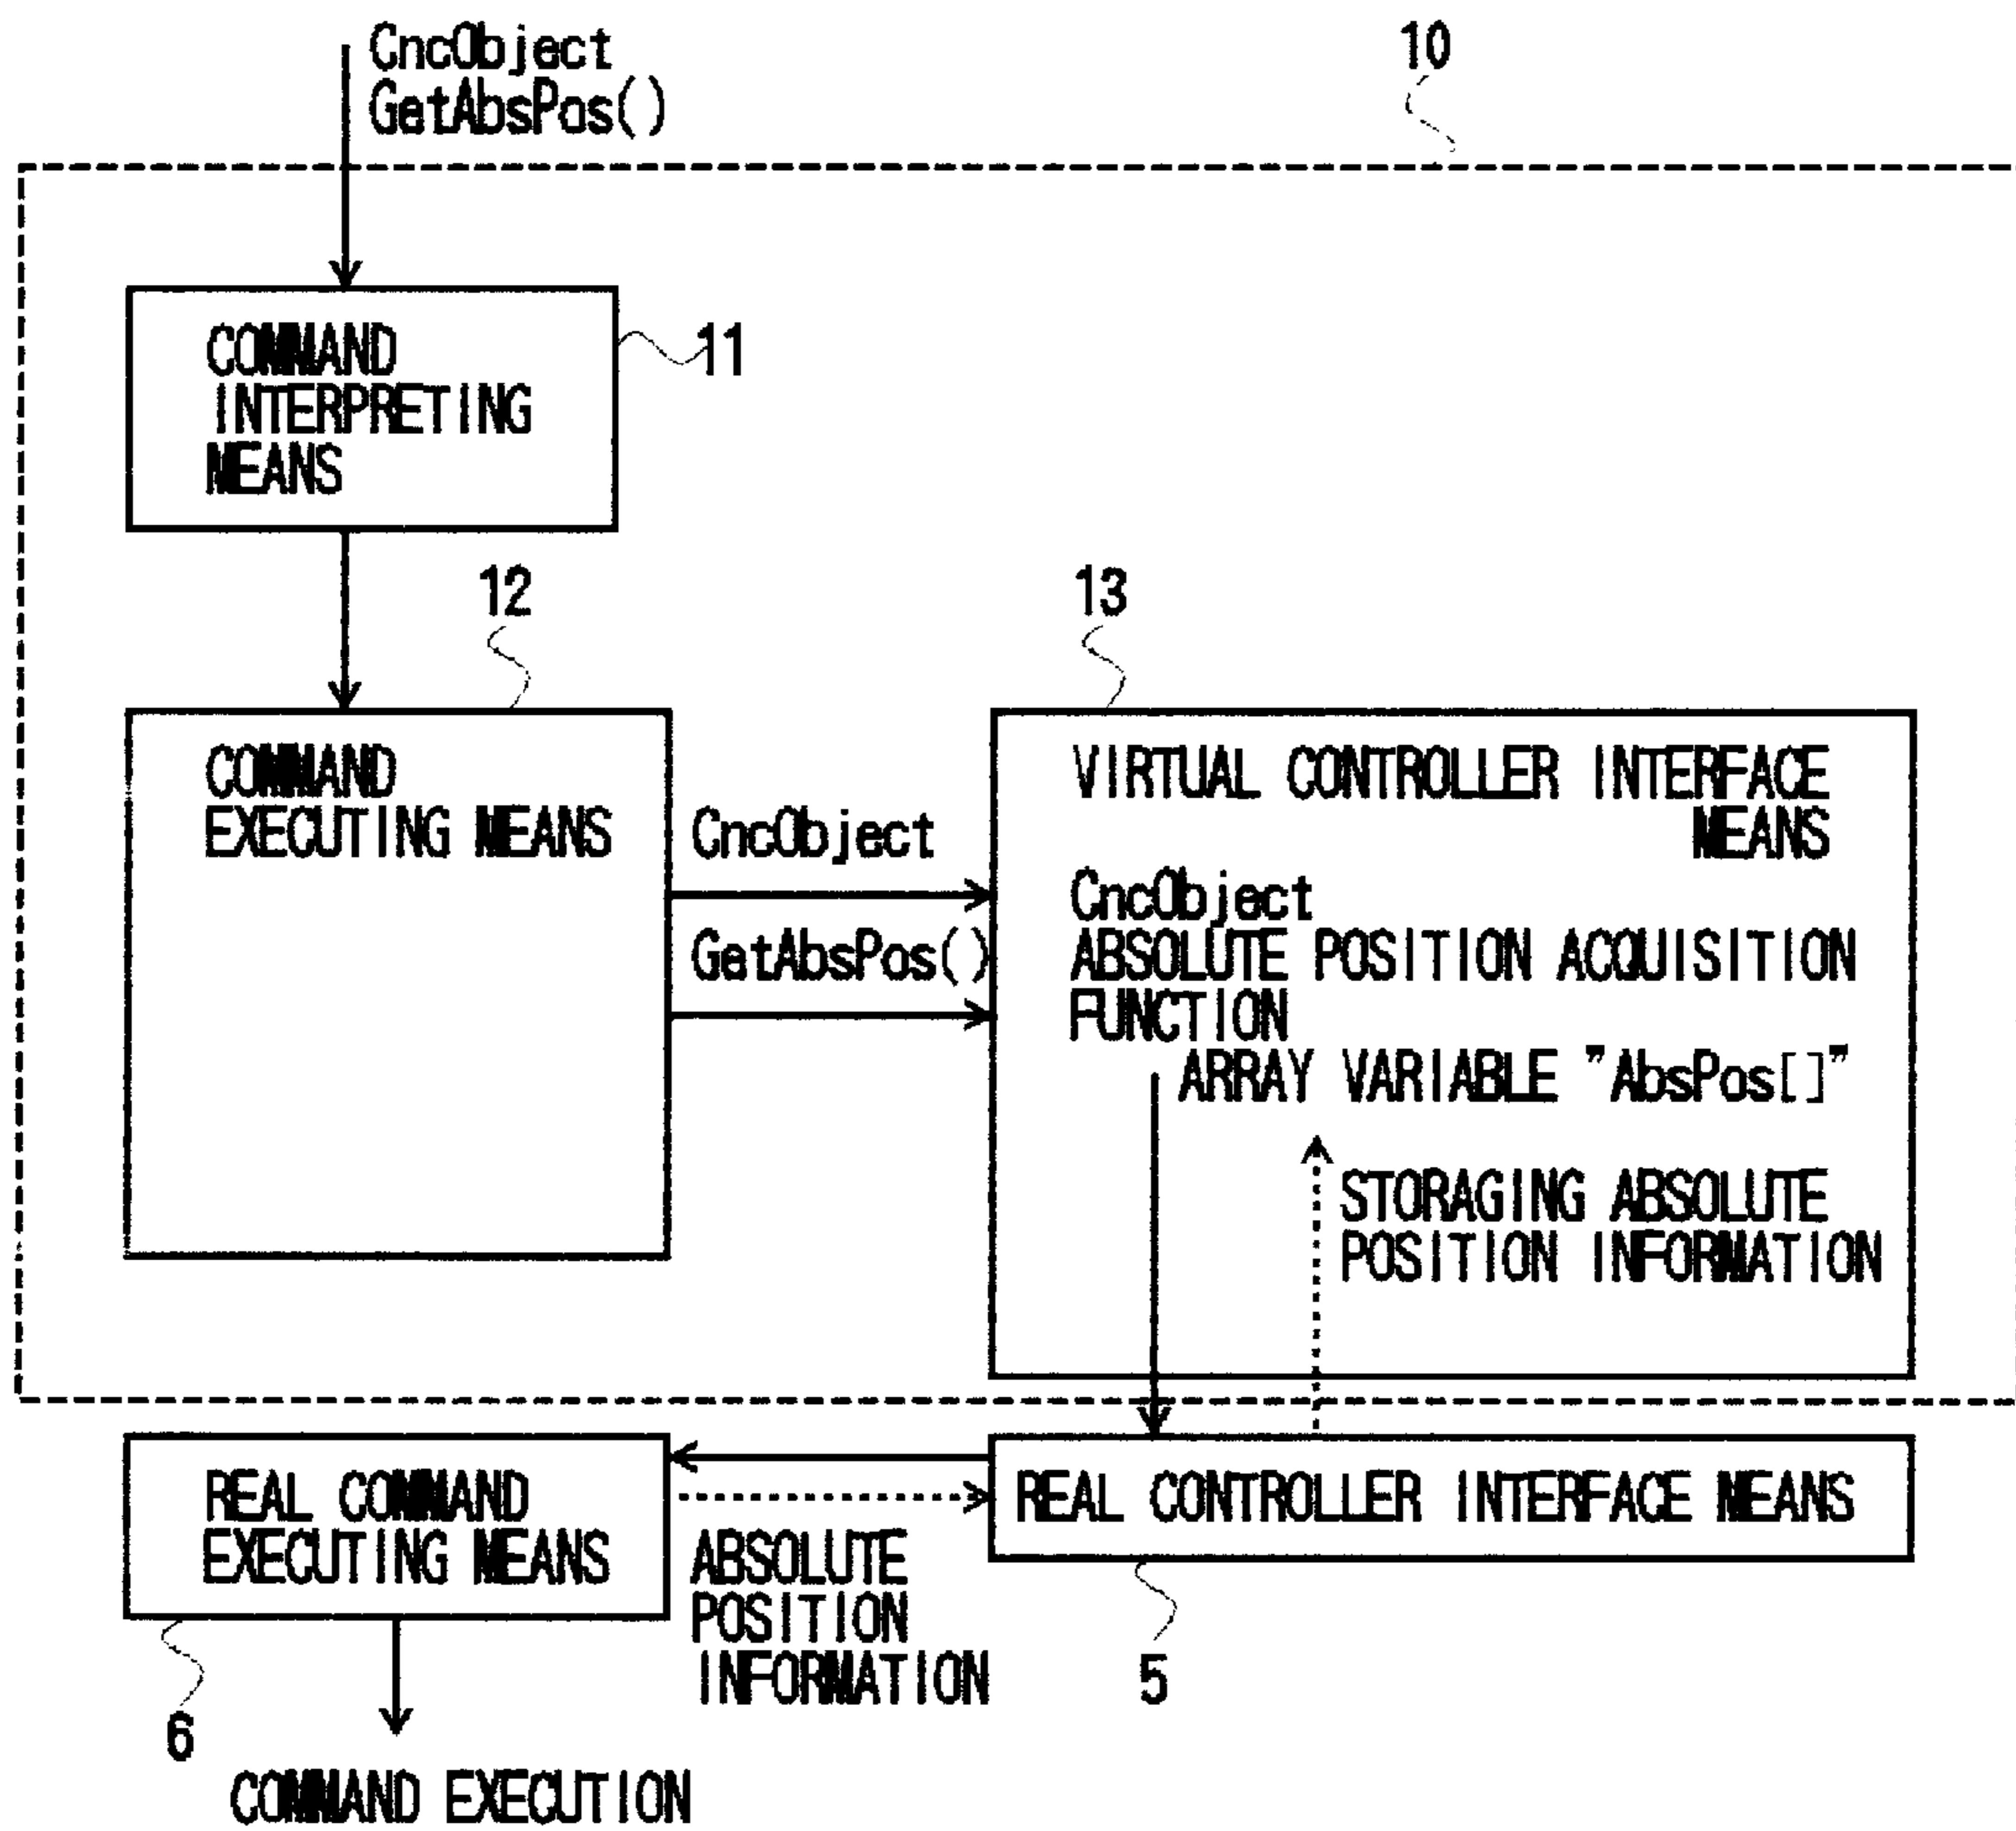 CncObject
GetAbsPos()
10
COMMAND
INTERPRETING
MEANS
11
12
13
COMMAND
EXECUTING MEANS
CncObject
GetAbsPos()
VIRTUAL CONTROLLER INTERFACE
MEANS
CncObject
ABSOLUTE POSITION ACQUISITION
FUNCTION
ARRAY VARIABLE "AbsPos[]"
STORAGING ABSOLUTE
POSITION INFORMATION
REAL COMMAND
EXECUTING MEANS
REAL CONTROLLER INTERFACE MEANS
ABSOLUTE
POSITION
INFORMATION
5
6
COMMAND EXECUTION